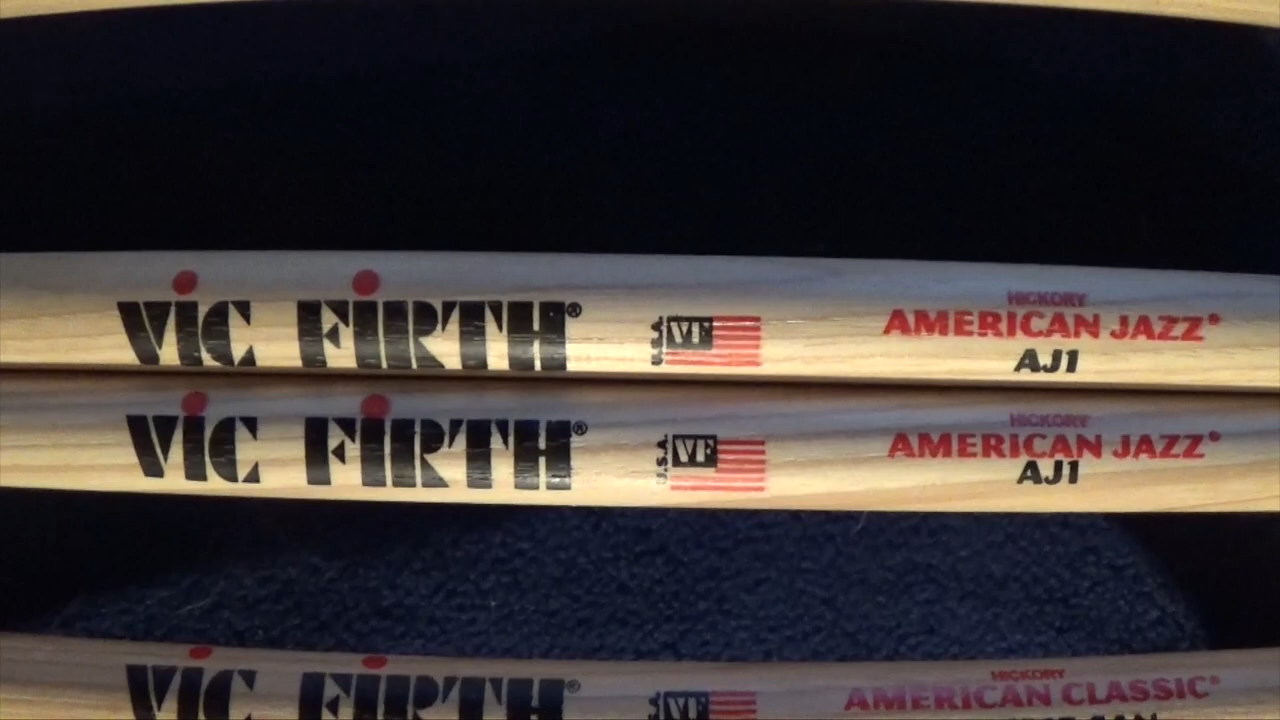 VIC FIRTH® U.S.A. VF HICKORY
AMERICAN JAZZ®
AJ1
VIC FIRTH® U.S.A. VF HICKORY
AMERICAN JAZZ®
AJ1
VIC FIRTH® VF HICKORY
AMERICAN CLASSIC®